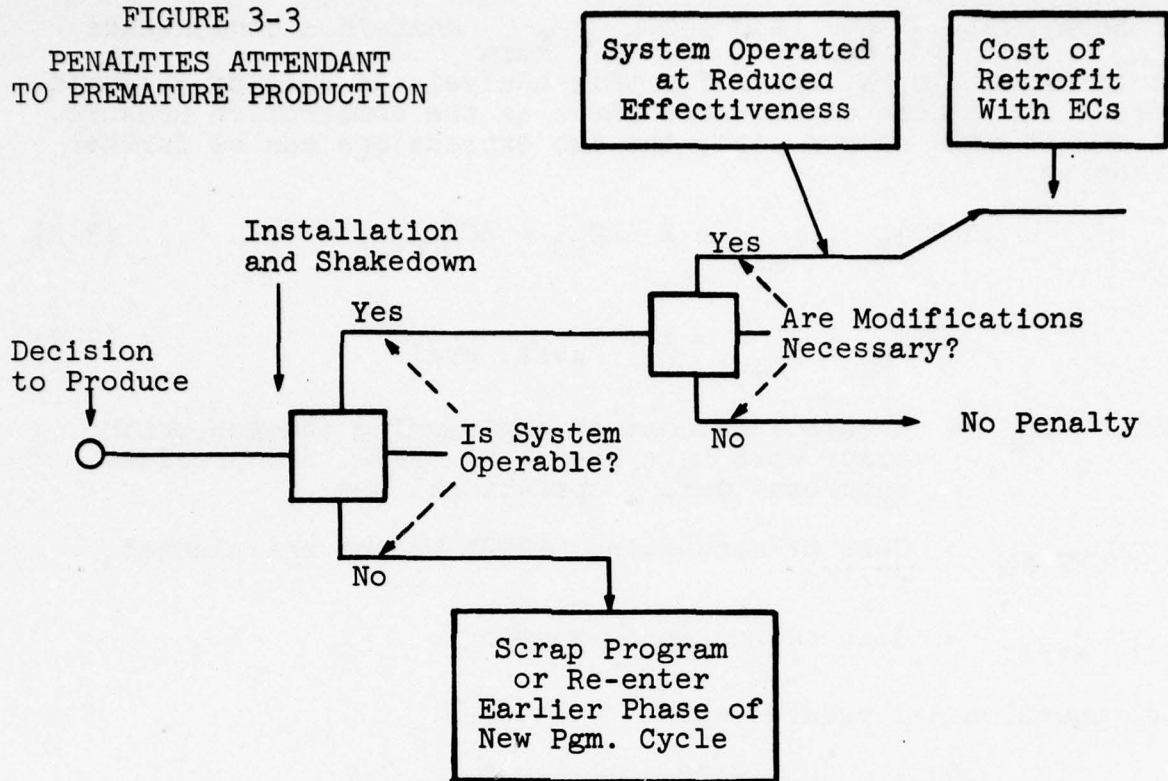 FIGURE 3-3
PENALTIES ATTENDANT
TO PREMATURE PRODUCTION
System Operated
at Reduced
Effectiveness
Cost of
Retrofit
With ECs
Installation
and Shakedown
Yes
Yes
Are Modifications
Necessary?
Decision
to Produce
Is System
Operable?
No
No Penalty
No
Scrap Program
or Re-enter
Earlier Phase of
New Pgm. Cycle